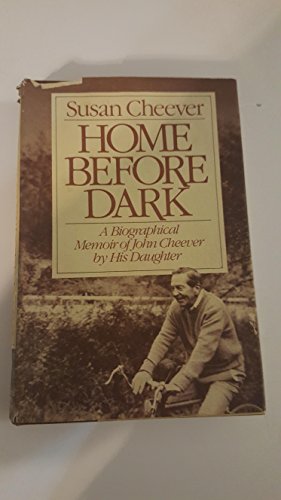 Susan Cheever
HOME
BEFORE
DARK
A Biographical
Memoir of John Cheever
by His Daughter